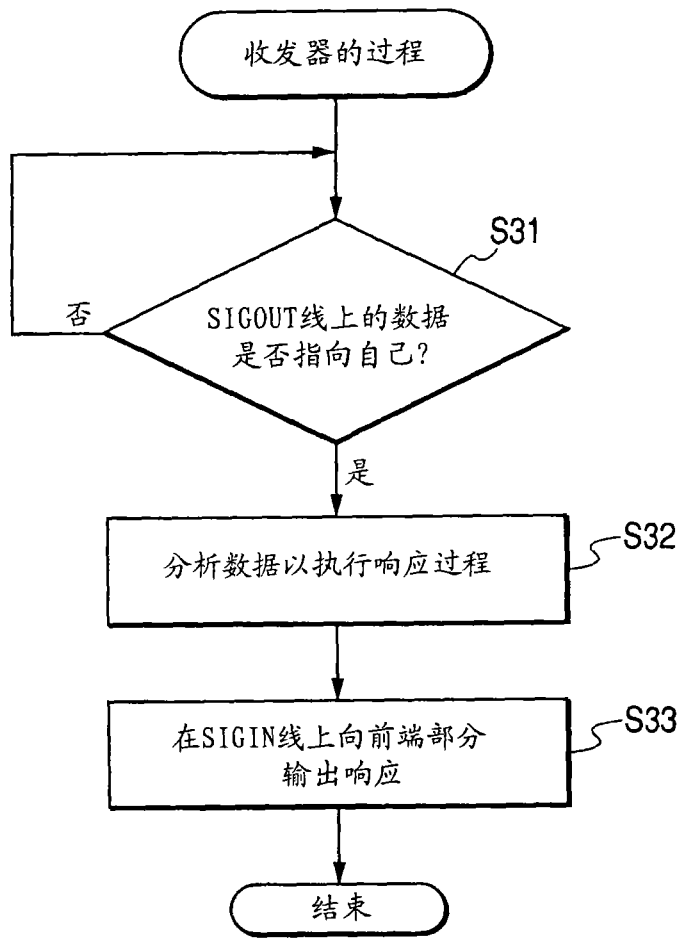 收发器的过程
S31
否
SIGOUT线上的数据
是否指向自己?
是
分析数据以执行响应过程
S32
在SIGIN线上向前端部分
输出响应
S33
结束